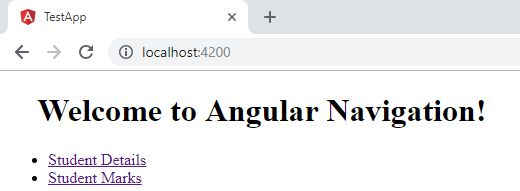 TestApp
localhost:4200
Welcome to Angular Navigation!
Student Details
Student Marks